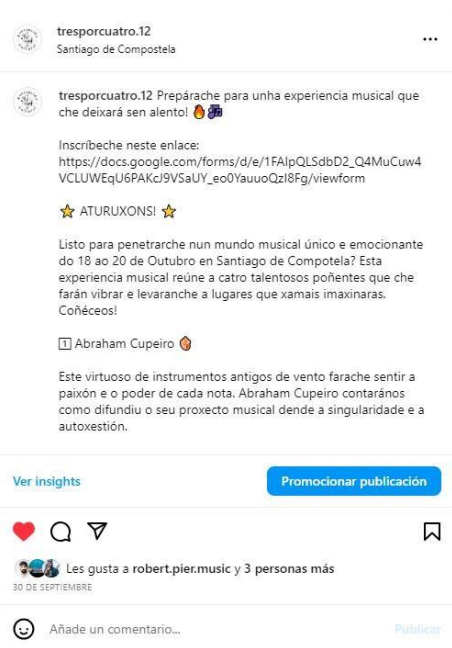 tresporcuatro.12
Santiago de Compostela
tresporcuatro.12 Prepárache para unha experiencia musical que
che deixará sen alento! 🔥🎶
Inscríbeche neste enlace:
https://docs.google.com/forms/d/e/1FAIpQLSdbD2_Q4MuCuw4
VCLUWEqU6PAKcJ9VSaUY_eo0YauuoQzI8Fg/viewform
⭐ ATURUXONS! ⭐
Listo para penetrarche nun mundo musical único e emocionante
do 18 ao 20 de Outubro en Santiago de Compotela? Esta
experiencia musical reúne a catro talentosos poñentes que che
farán vibrar e levaranche a lugares que xamais imaxinaras.
Coñéceos!
1️⃣ Abraham Cupeiro
Este virtuoso de instrumentos antigos de vento farache sentir a
paixón e o poder de cada nota. Abraham Cupeiro contarános
como difundiu o seu proxecto musical dende a singularidade e a
autoxestión.
Ver insights
Promocionar publicación
Les gusta a robert.pier.music y 3 personas más
30 DE SEPTIEMBRE
Añade un comentario...
Publicar